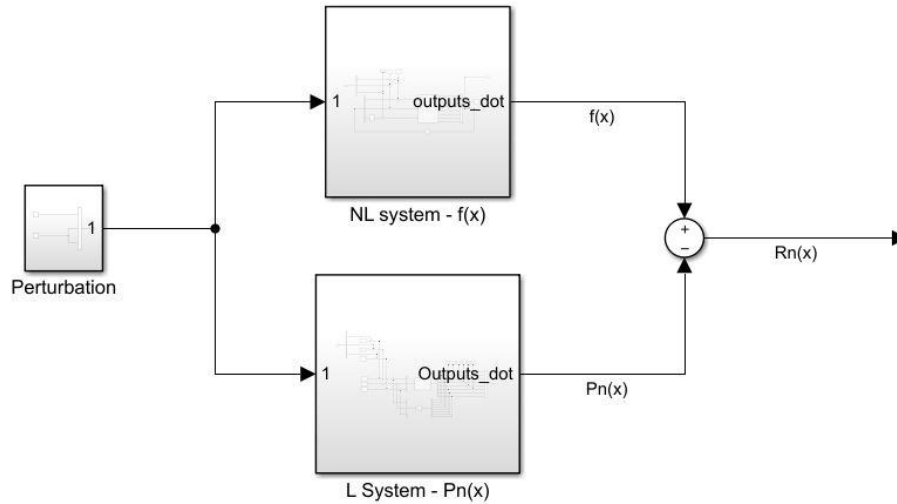 1
outputs_dot
f(x)
NL system - f(x)
1
Perturbation
+
−
Rn(x)
1
Outputs_dot
Pn(x)
L System - Pn(x)